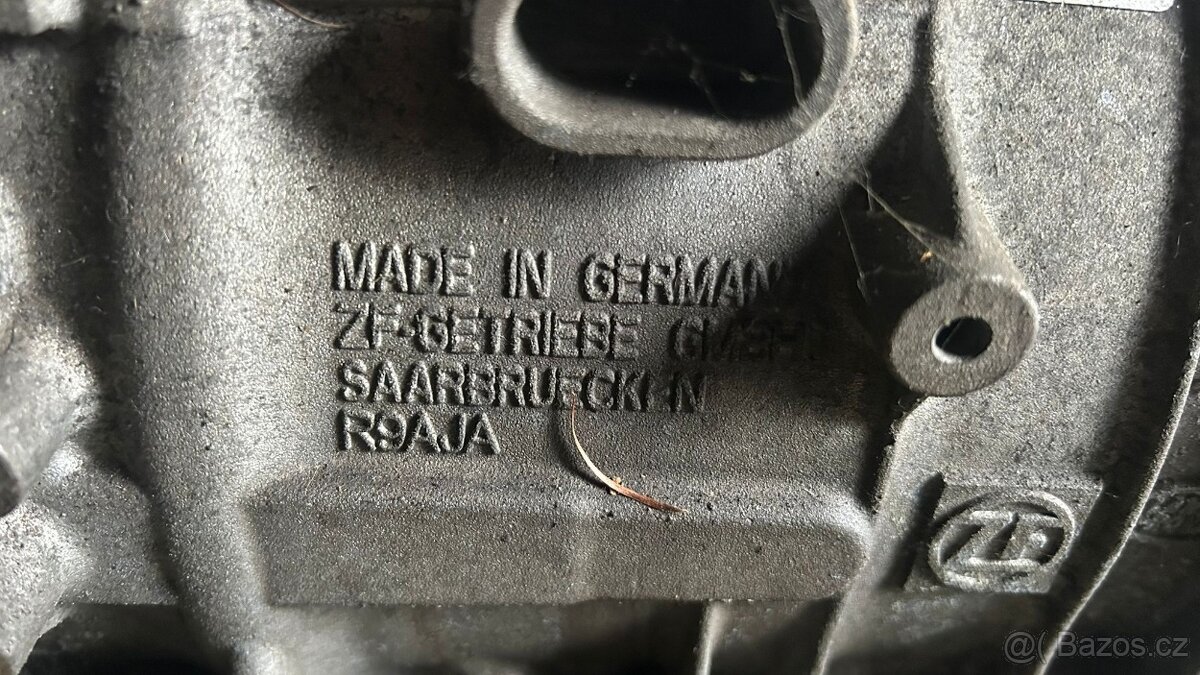 MADE IN GERMANY
ZF-GETRIEBE GMBH
SAARBRUECKEN
R9AJA
ZF
@( Bazos.cz